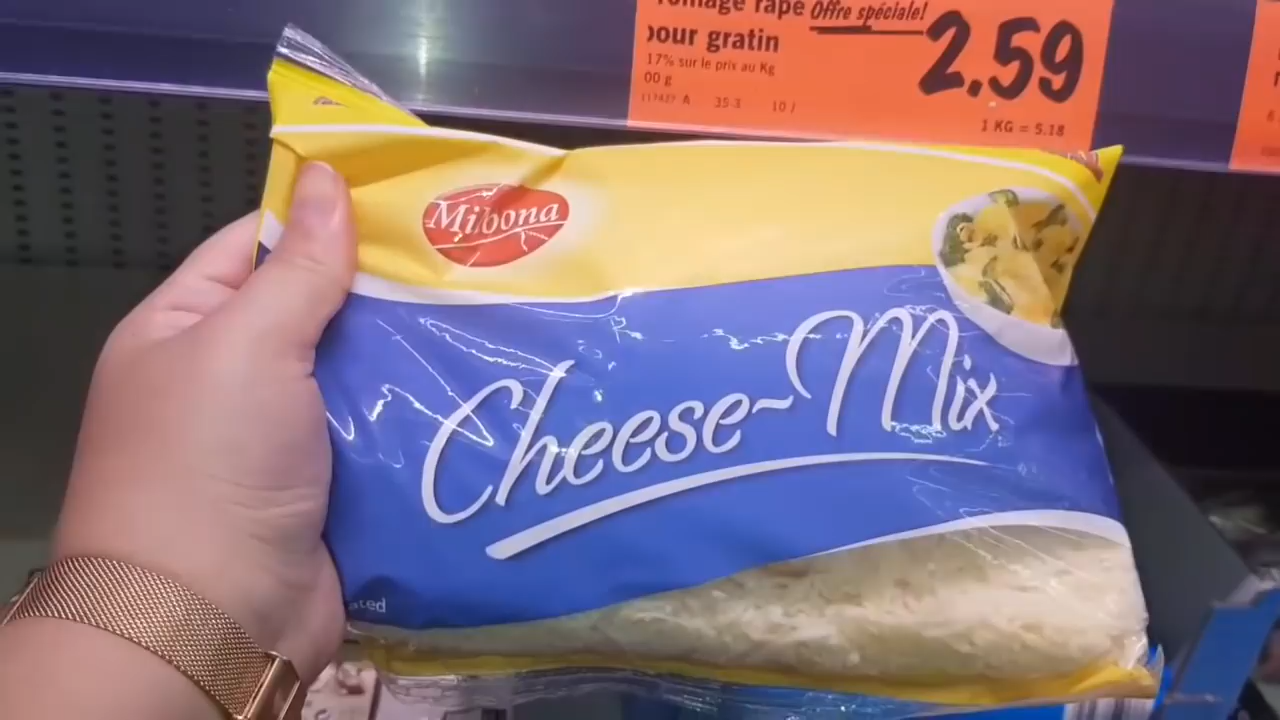 romage râpé Offre spéciale!
pour gratin
2.59
17% sur le prix au Kg
00 g
A 35.3 10 /
1 KG = 5.18
Milbona
Cheese-Mix
ated